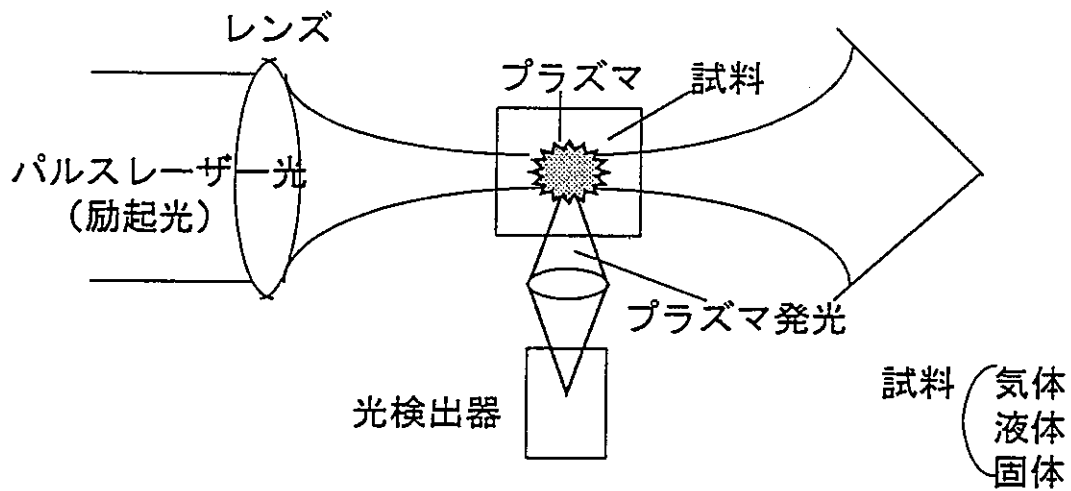 レンズ
プラズマ
試料
パルスレーザー光
(励起光)
プラズマ発光
光検出器
試料
気体
液体
固体